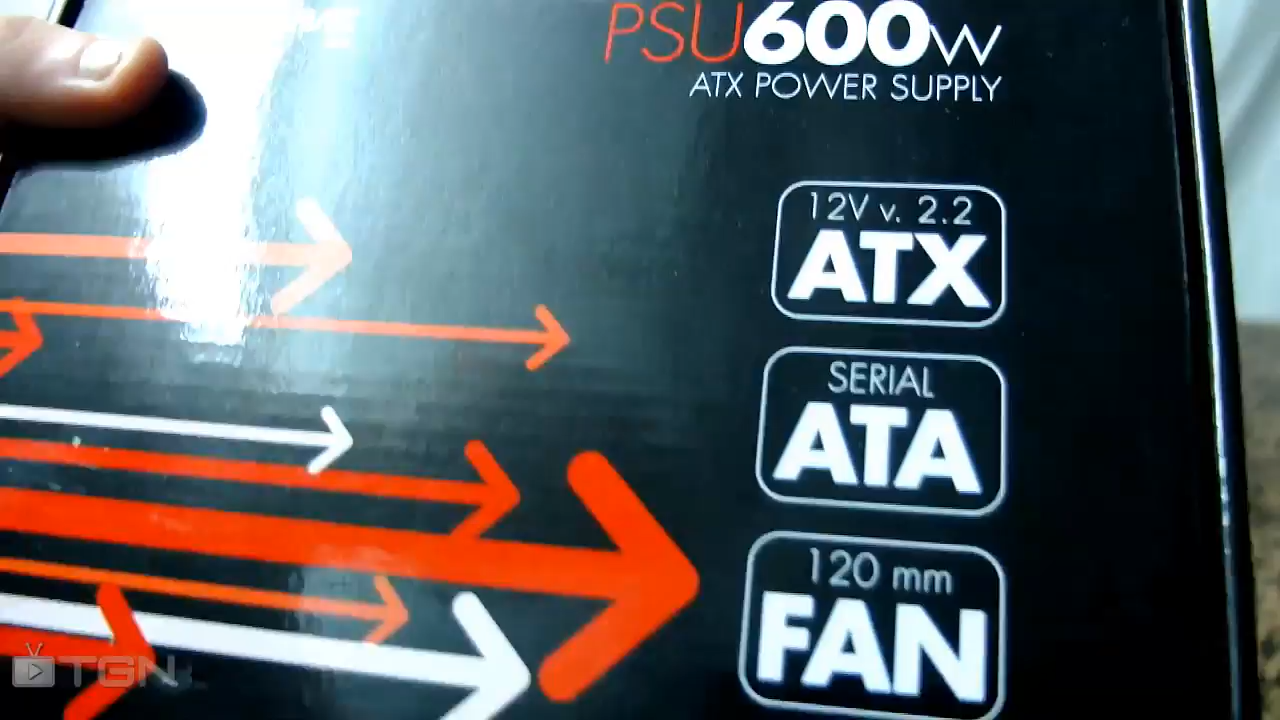 PSU600W
ATX POWER SUPPLY
12V v. 2.2
ATX
SERIAL
ATA
120 mm
FAN
TGN